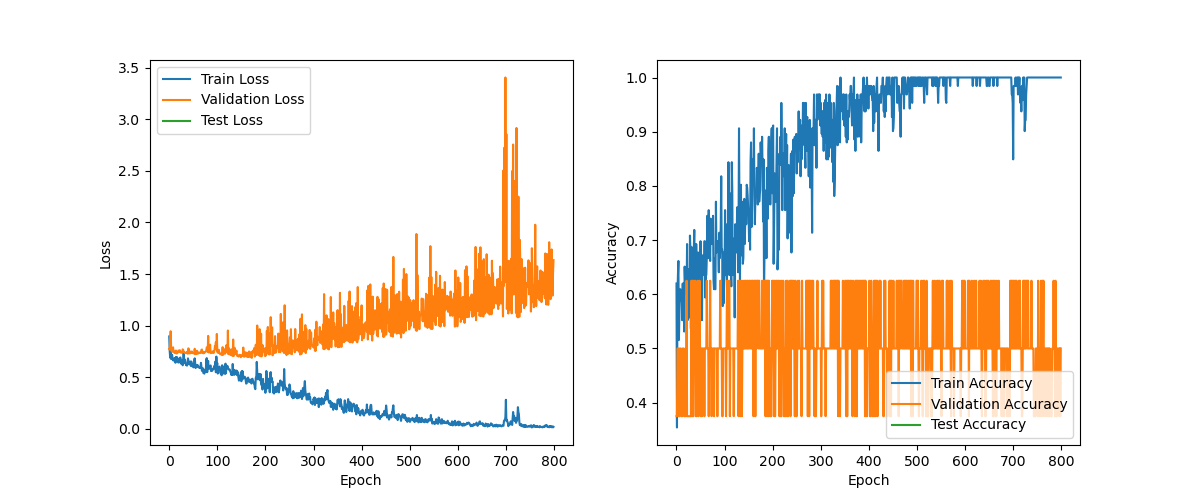 Train Loss
Validation Loss
Test Loss
3.5
3.0
2.5
2.0
1.5
1.0
0.5
0.0
Loss
0 100 200 300 400 500 600 700 800
Epoch
1.0
0.9
0.8
0.7
0.6
0.5
0.4
Accuracy
Train Accuracy
Validation Accuracy
Test Accuracy
0 100 200 300 400 500 600 700 800
Epoch